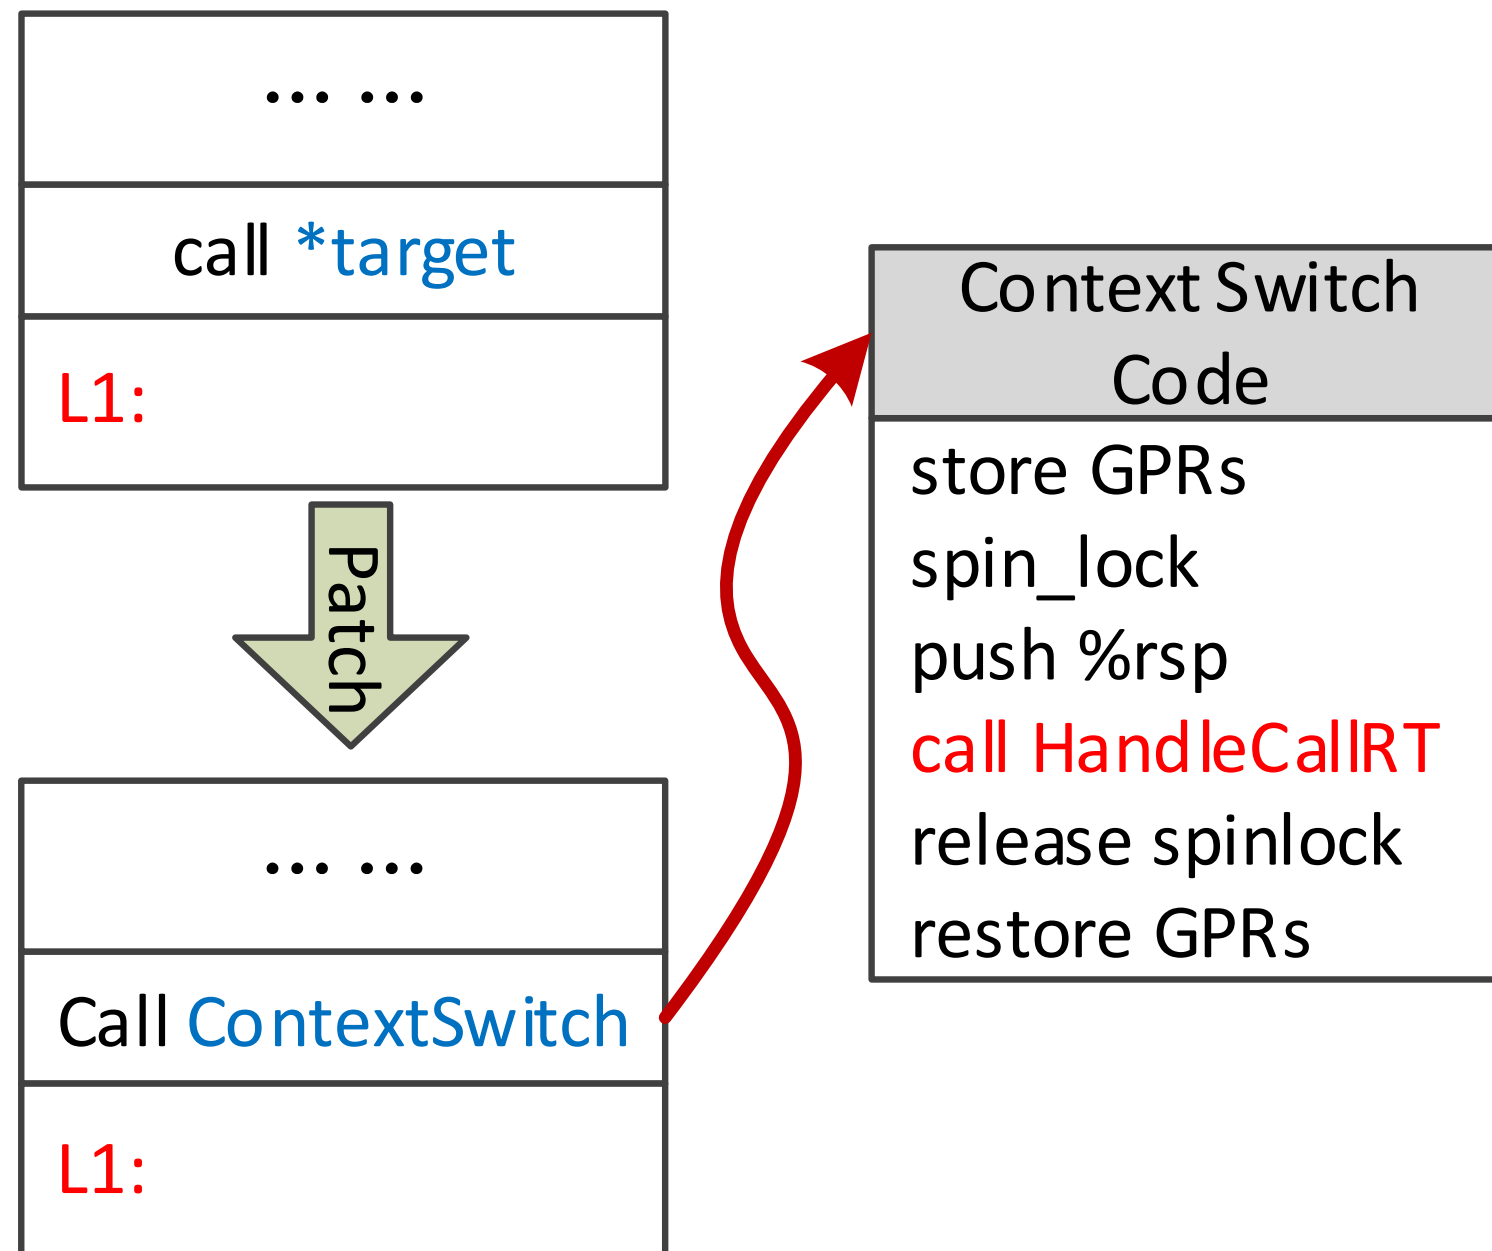 ... ...
call *target
L1:
Patch
... ...
Call ContextSwitch
L1:
Context Switch
Code
store GPRs
spin_lock
push %rsp
call HandleCallRT
release spinlock
restore GPRs